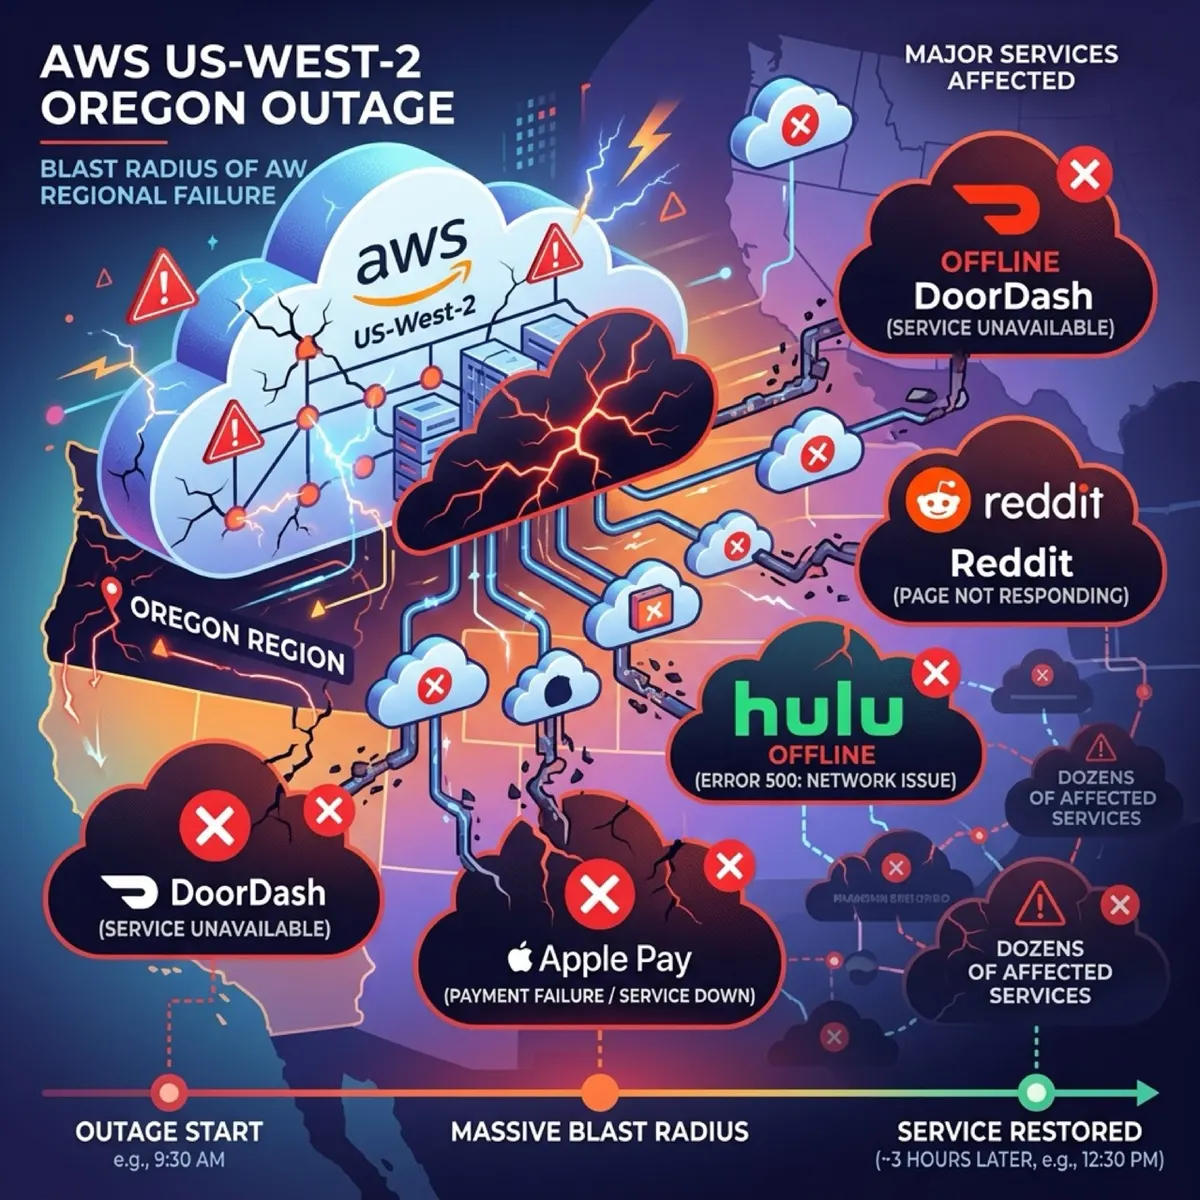 AWS US-WEST-2
OREGON OUTAGE
BLAST RADIUS OF AW
REGIONAL FAILURE
MAJOR SERVICES
AFFECTED
aws
US-West-2
OFFLINE
DoorDash
(SERVICE UNAVAILABLE)
reddit
Reddit
(PAGE NOT RESPONDING)
OREGON REGION
hulu
OFFLINE
(ERROR 500: NETWORK ISSUE)
DOZENS
OF AFFECTED
SERVICES
DoorDash
(SERVICE UNAVAILABLE)
Apple Pay
(PAYMENT FAILURE / SERVICE DOWN)
DOZENS
OF AFFECTED
SERVICES
OUTAGE START
e.g., 9:30 AM
MASSIVE BLAST RADIUS
SERVICE RESTORED
(~3 HOURS LATER, e.g., 12:30 PM)